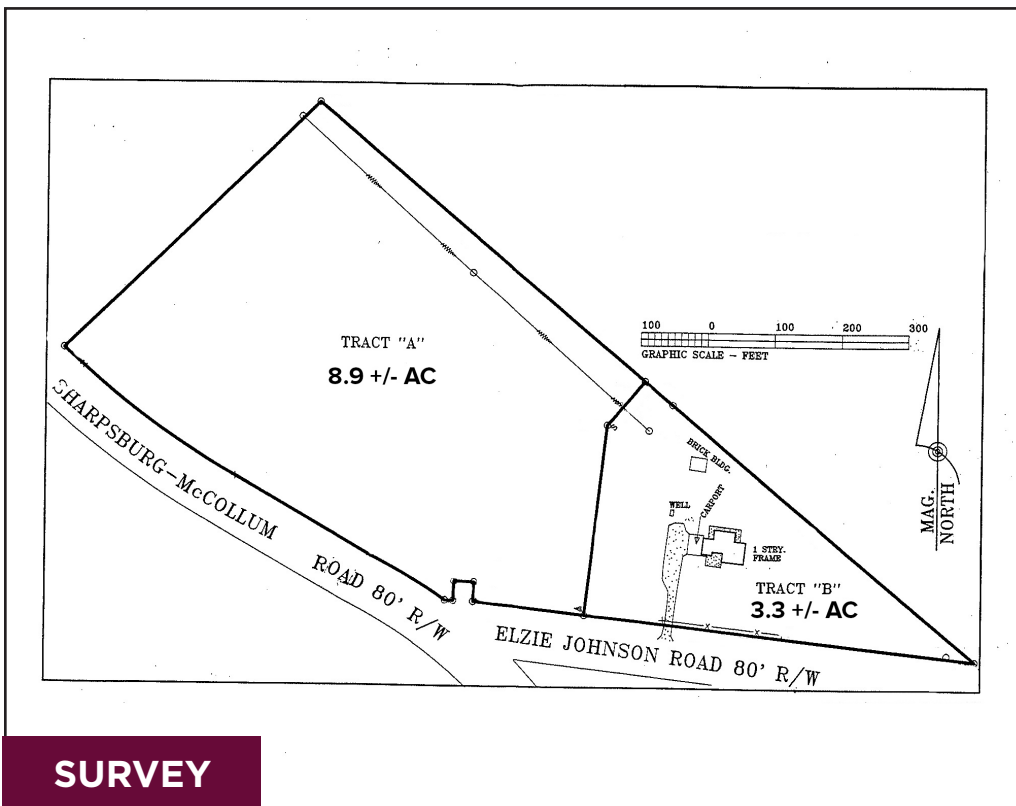 TRACT "A"
8.9 +/- AC
100 0 100 200 300
GRAPHIC SCALE – FEET
SHARPSBURG–McCOLLUM
ROAD 80' R/W
BRICK BLDG.
WELL
CARPORT
1 STRY.
FRAME
MAG.
NORTH
TRACT "B"
3.3 +/- AC
ELZIE JOHNSON ROAD 80' R/W
SURVEY